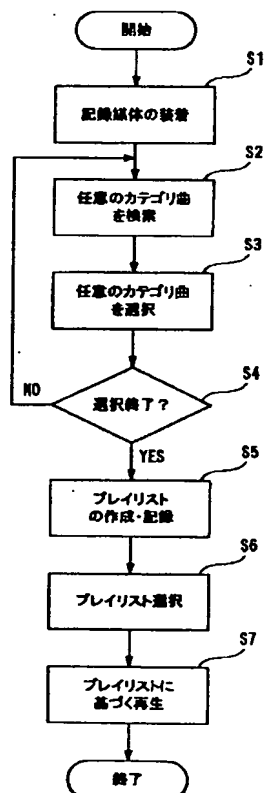 開始
S1
記録媒体の装着
S2
任意のカテゴリ曲
を検索
S3
任意のカテゴリ曲
を選択
S4
選択終了?
NO
YES
S5
プレイリスト
の作成・記録
S6
プレイリスト選択
S7
プレイリストに
基づく再生
終了